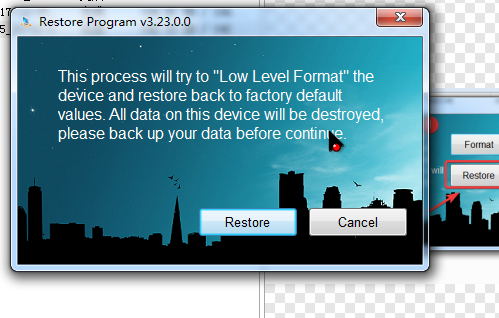 Restore Program v3.23.0.0
This process will try to "Low Level Format" the
device and restore back to factory default
values. All data on this device will be destroyed,
please back up your data before continue.
Restore
Cancel
Format
will
Restore
17
5_